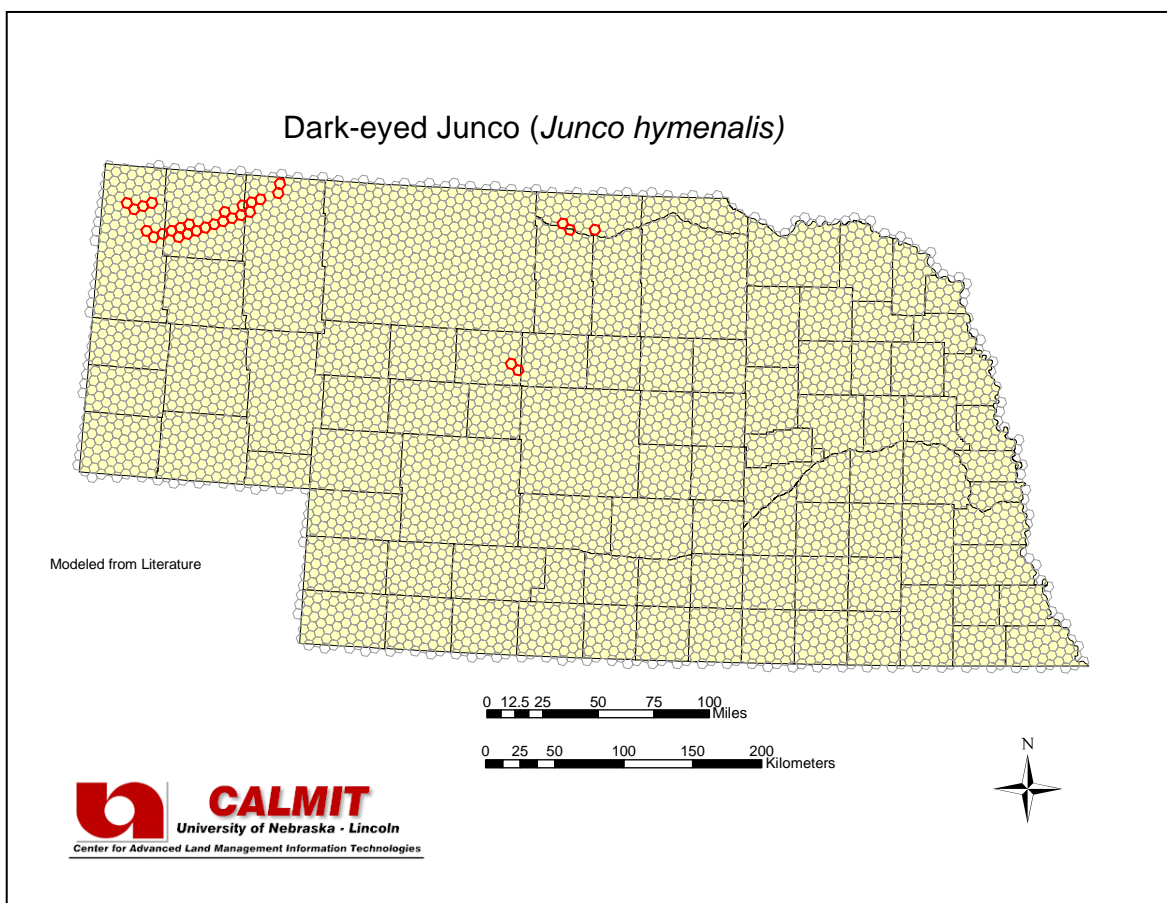 Dark-eyed Junco (Junco hymenalis)
Modeled from Literature
0 12.5 25 50 75 100
Miles
0 25 50 100 150 200
Kilometers
N
CALMIT
University of Nebraska - Lincoln
Center for Advanced Land Management Information Technologies